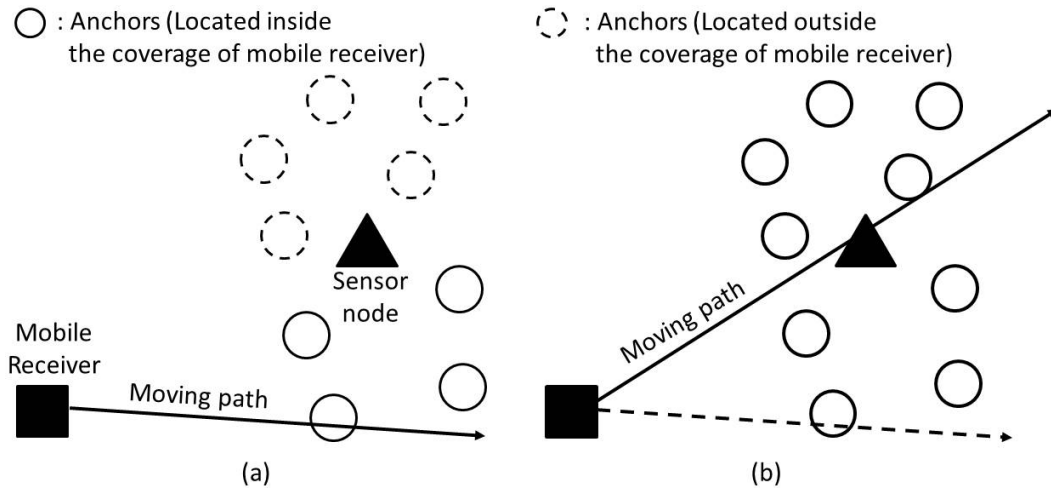 : Anchors (Located inside
the coverage of mobile receiver)
: Anchors (Located outside
the coverage of mobile receiver)
Sensor
node
Mobile
Receiver
Moving path
(a)
Moving path
(b)